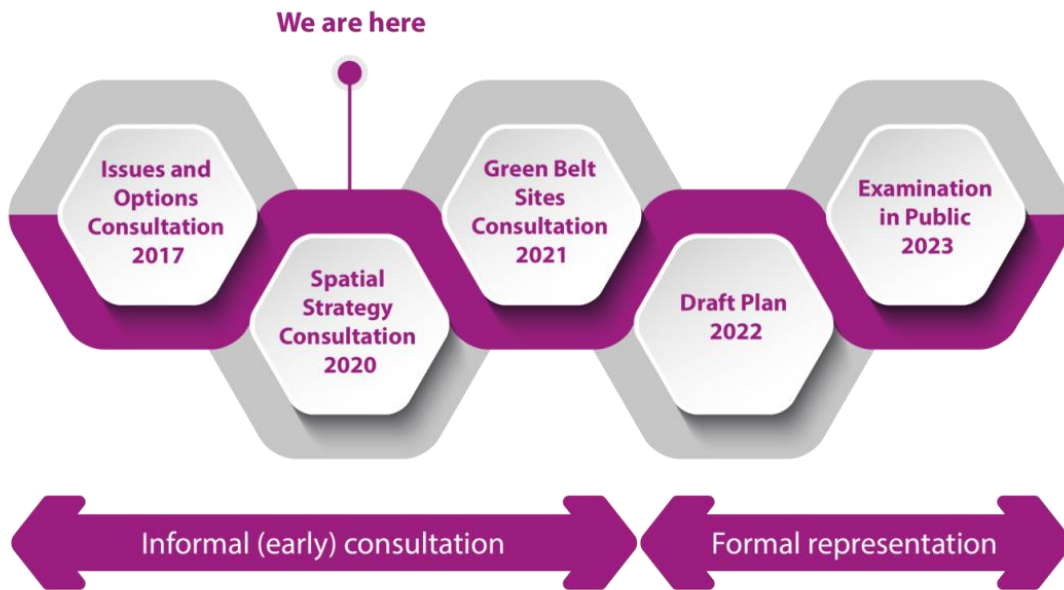 We are here
Issues and
Options
Consultation
2017
Spatial
Strategy
Consultation
2020
Green Belt
Sites
Consultation
2021
Draft Plan
2022
Examination
in Public
2023
Informal (early) consultation
Formal representation